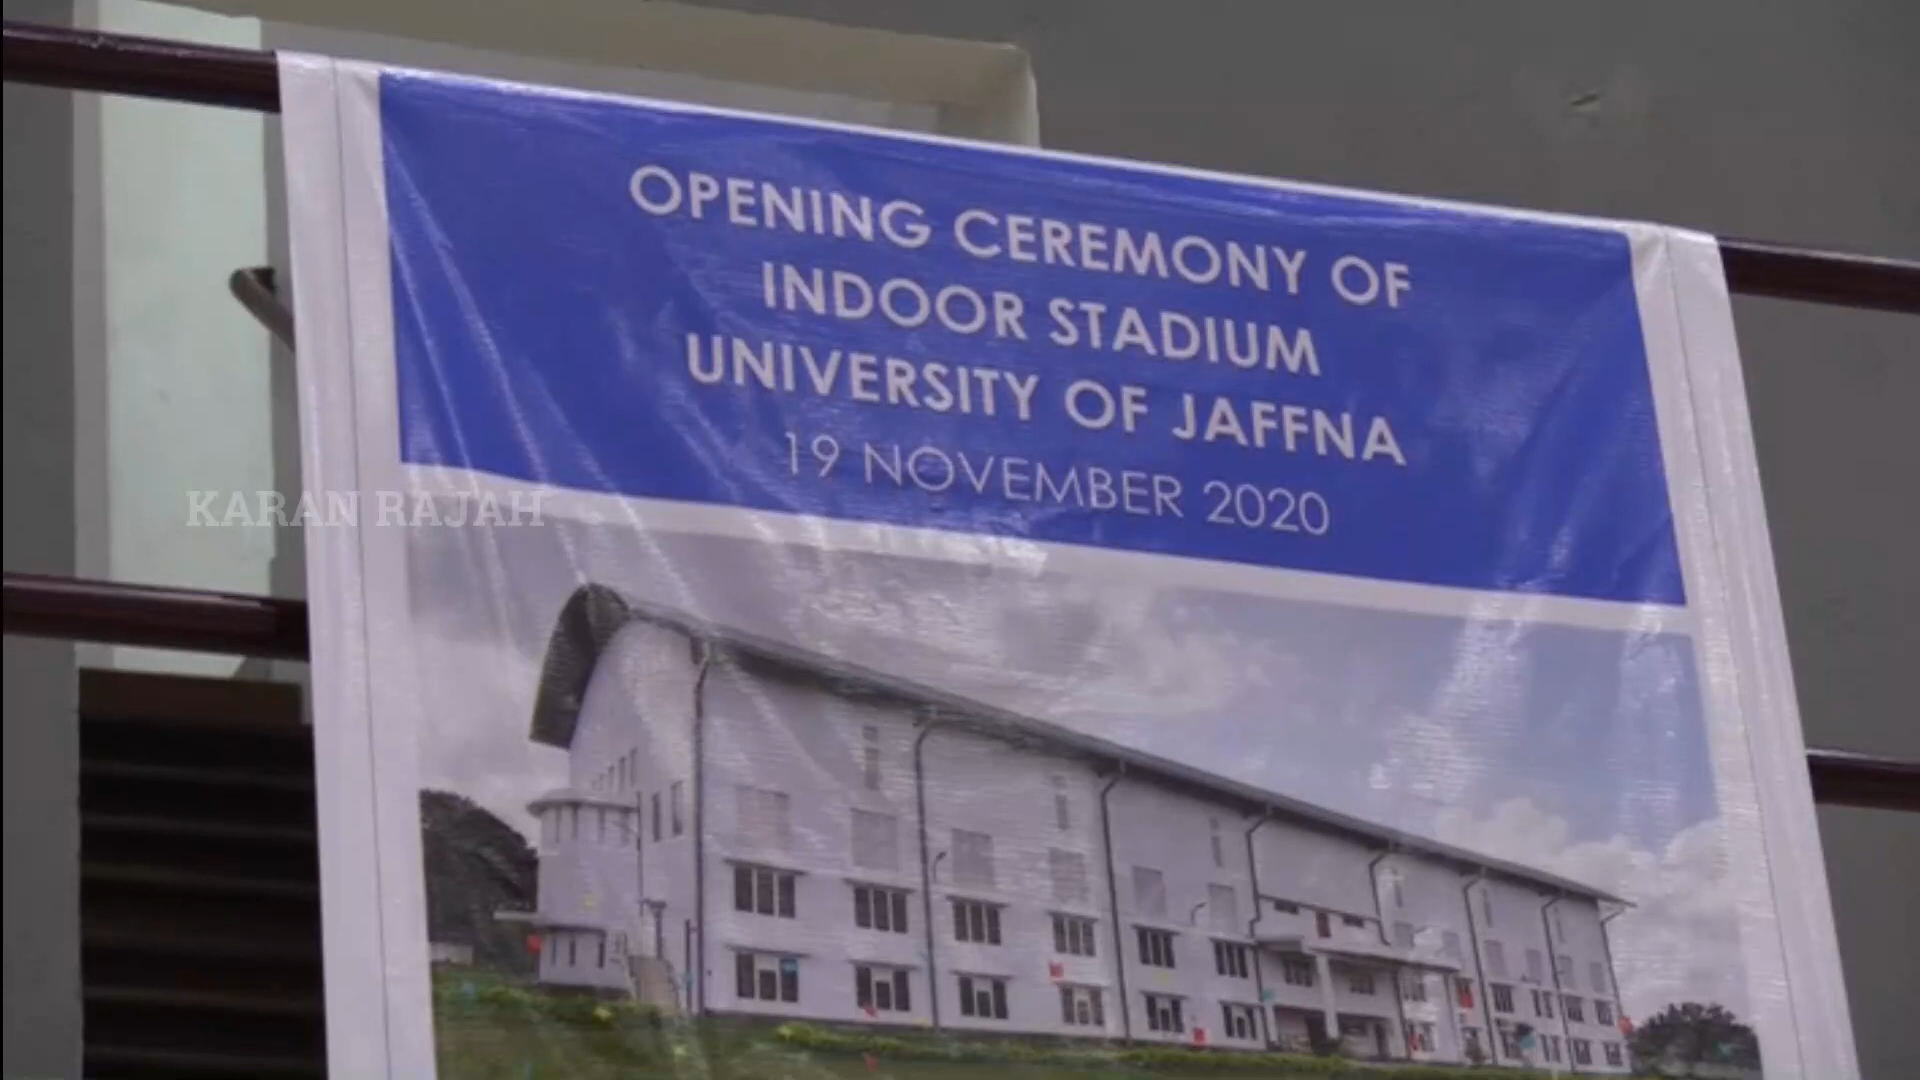 OPENING CEREMONY OF
INDOOR STADIUM
UNIVERSITY OF JAFFNA
19 NOVEMBER 2020
KARAN RAJAH